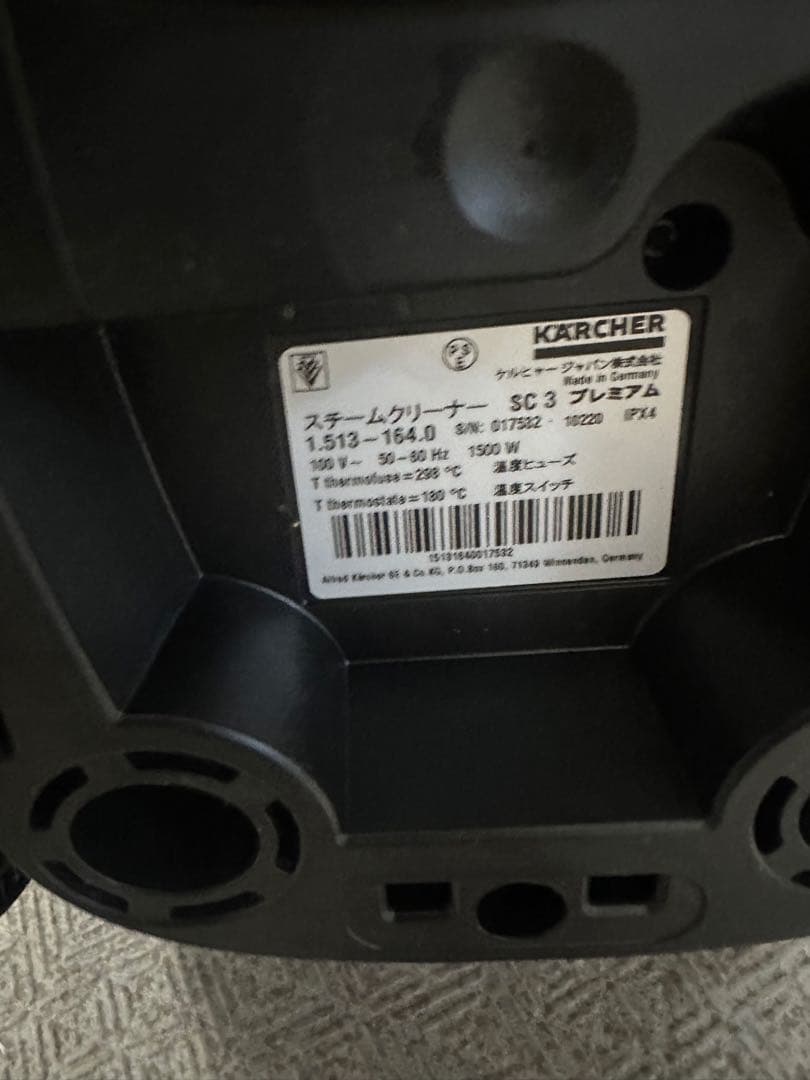 KÄRCHER
PSE
ケルヒャー ジャパン株式会社
Made in Germany
スチームクリーナー SC 3 プレミアム
1.513-164.0 S/N: 017532 - 10220 IPX4
100 V~ 50-60 Hz 1500 W
T thermofuse=298 °C 温度ヒューズ
T thermostate=180 °C 温度スイッチ
15131640017532
Alfred Kärcher SE & Co. KG, P.O.Box 160, 71349 Winnenden, Germany